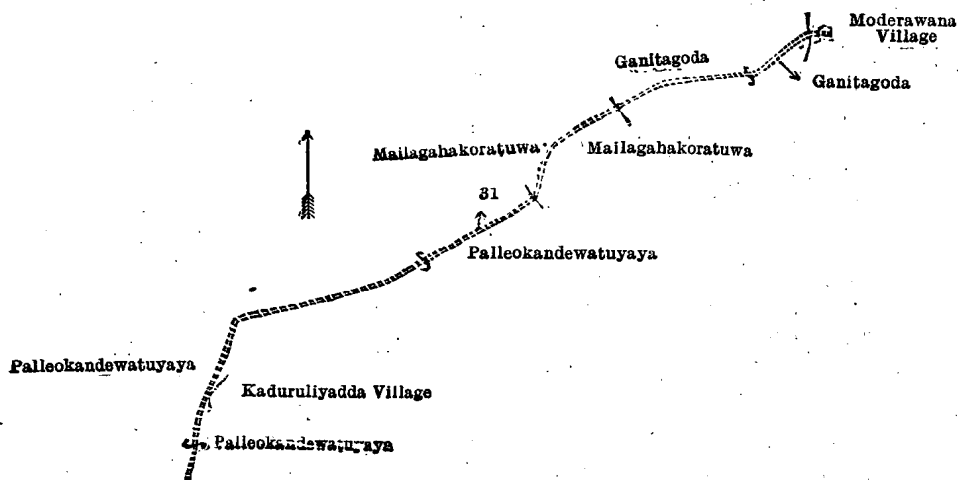 Moderawana
Village
Ganitagoda
Ganitagoda
Mailagahakoratuwa
Mailagahakoratuwa
31
Palleokandewatuyaya
Palleokandewatuyaya
Kaduruliyadda Village
Palleokandewatuyaya